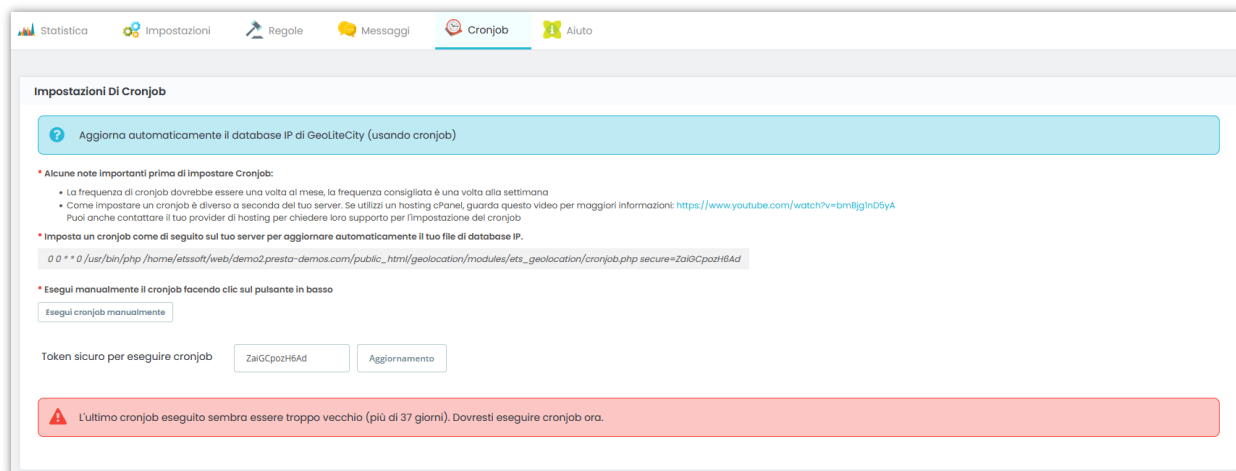 Statistica Impostazioni Regole Messaggi Cronjob Aiuto
Impostazioni Di Cronjob
Aggiorna automaticamente il database IP di GeoLiteCity (usando cronjob)
* Alcune note importanti prima di impostare Cronjob:
• La frequenza di cronjob dovrebbe essere una volta al mese, la frequenza consigliata è una volta alla settimana
• Come impostare un cronjob è diverso a seconda del tuo server. Se utilizzi un hosting cPanel, guarda questo video per maggiori informazioni: https://www.youtube.com/watch?v=bmBjg1nD5yA
Puoi anche contattare il tuo provider di hosting per chiedere loro supporto per l'impostazione del cronjob
* Imposta un cronjob come di seguito sul tuo server per aggiornare automaticamente il tuo file di database IP.
0 0 * * 0 /usr/bin/php /home/etssoft/web/demo2.presta-demos.com/public_html/geolocation/modules/ets_geolocation/cronjob.php secure=ZaiGCpozH6Ad
* Esegui manualmente il cronjob facendo clic sul pulsante in basso
Esegui cronjob manualmente
Token sicuro per eseguire cronjob ZaiGCpozH6Ad Aggiornamento
L'ultimo cronjob eseguito sembra essere troppo vecchio (più di 37 giorni). Dovresti eseguire cronjob ora.